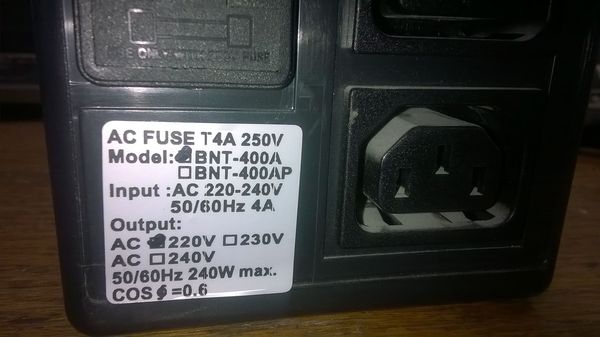 FUSE
AC FUSE T4A 250V
Model: BNT-400A
BNT-400AP
Input :AC 220-240V
50/60Hz 4A
Output:
AC 220V 230V
AC 240V
50/60Hz 240W max.
COS ϕ =0.6